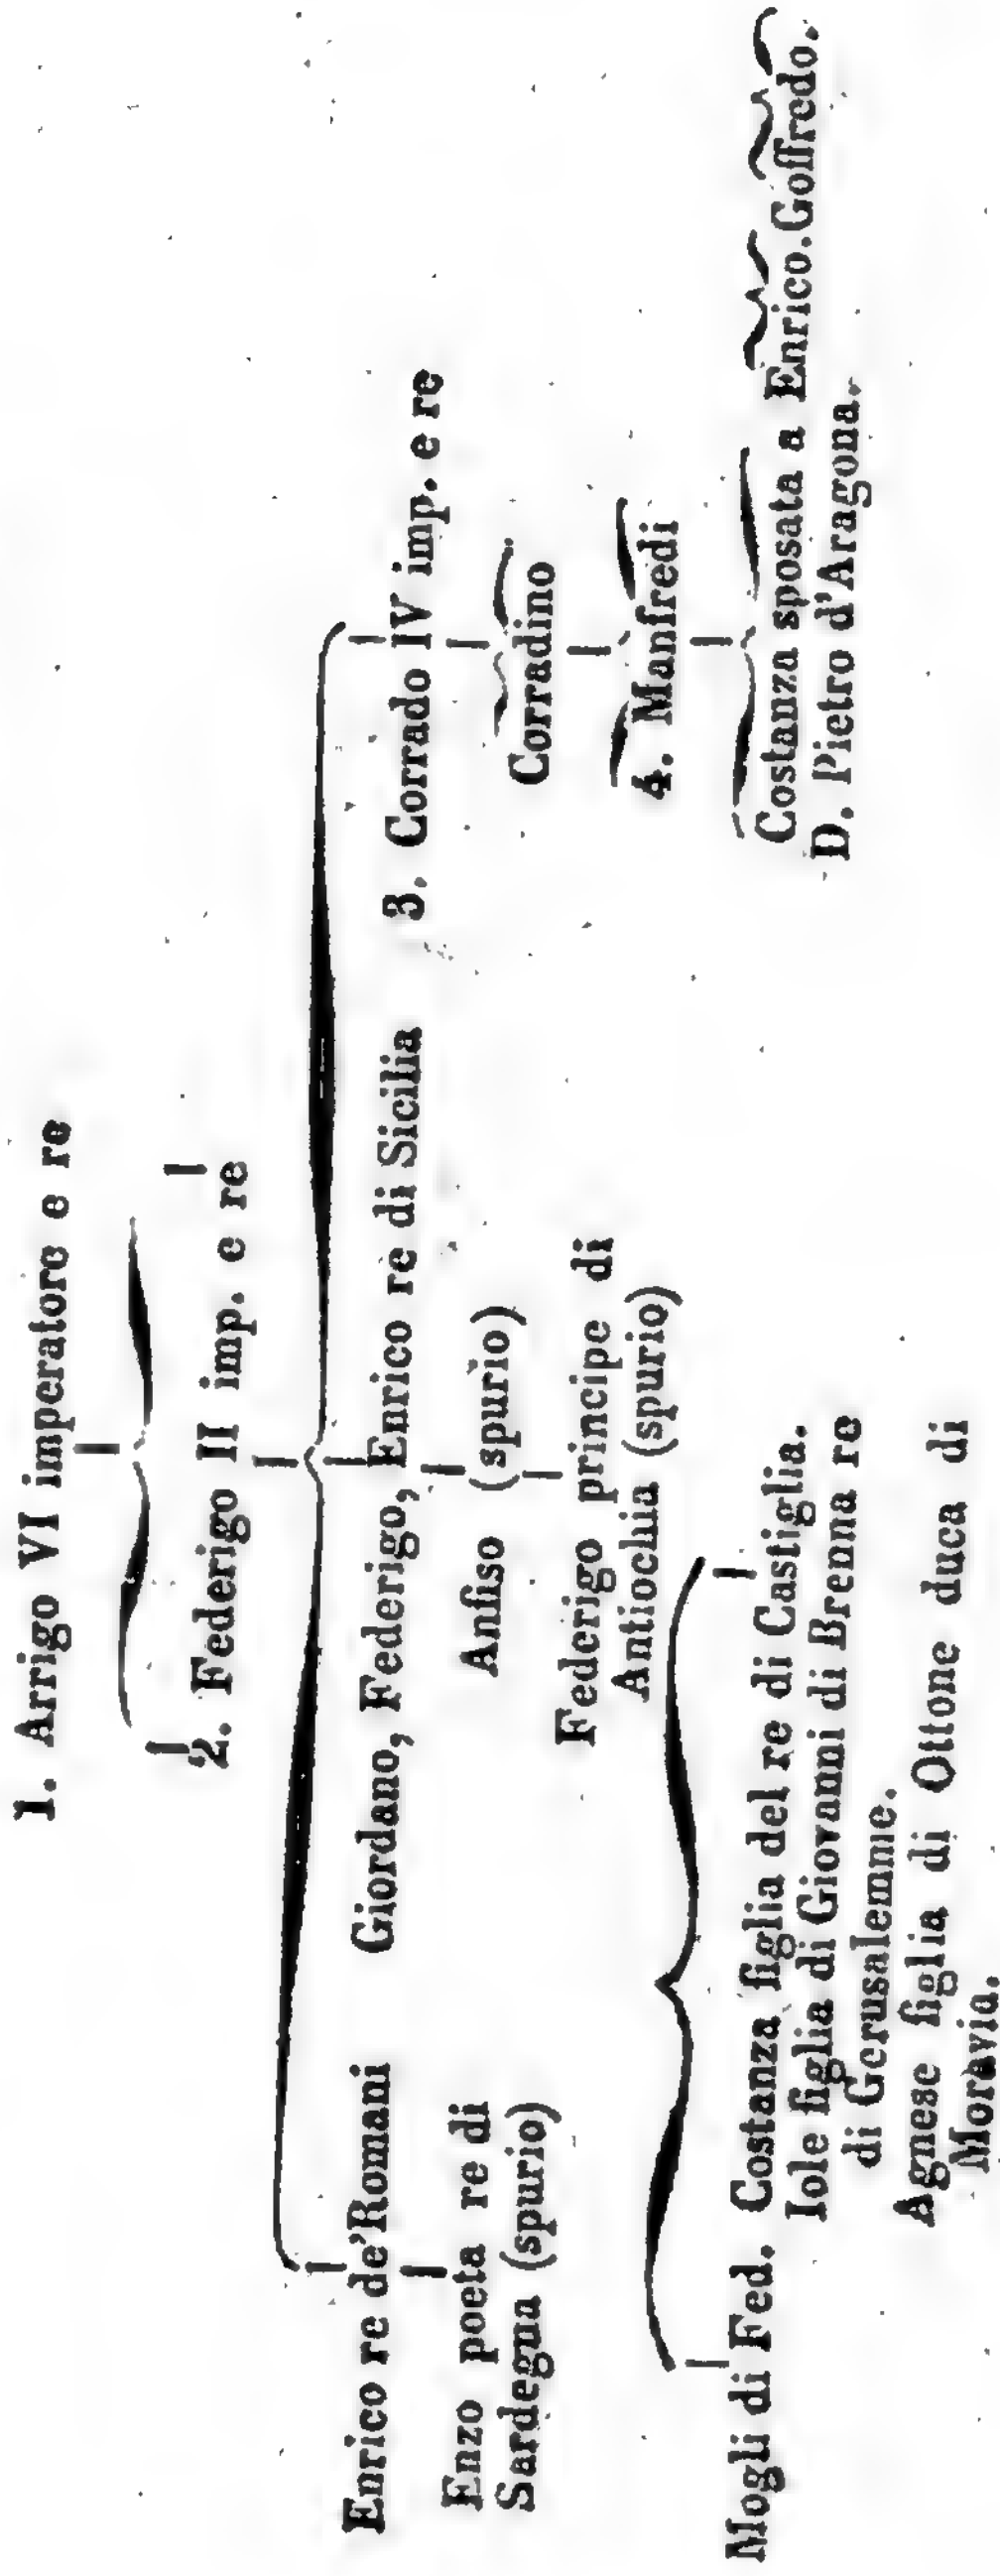 1. Arrigo VI imperatore e re
2. Federigo II imp. e re
Enrico re de'Romani
Giordano, Federigo, Enrico re di Sicilia
3. Corrado IV imp. e re
Enzo poeta re di
Sardegna (spurio)
Anfiso (spurio)
Federigo principe di
Antiochia (spurio)
Corradino
4. Manfredi
Costanza sposata a
D. Pietro d'Aragona.
Enrico. Goffredo.
Mogli di Fed. Costanza figlia del re di Castiglia.
Iole figlia di Giovanni di Brenna re
di Gerusalemme.
Agnese figlia di Ottone duca di
Moravia.